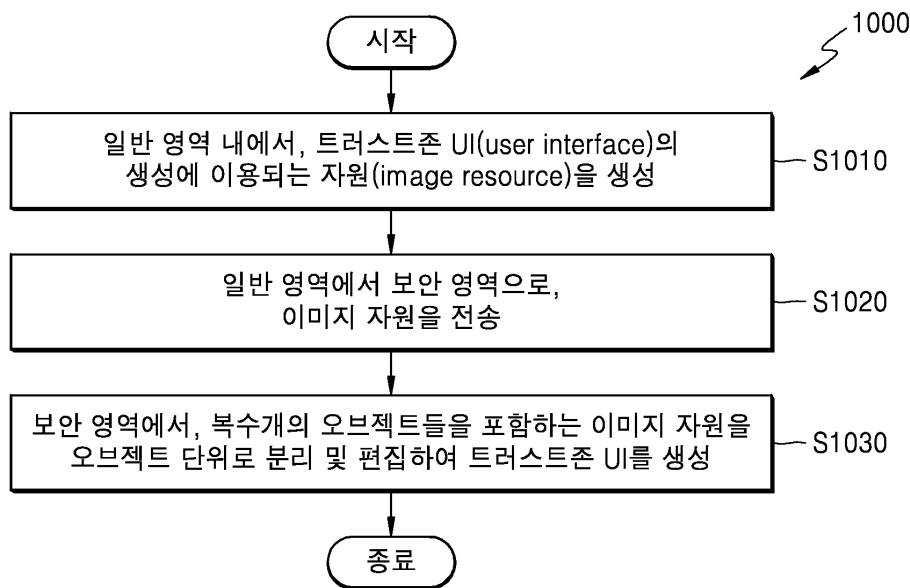 1000
시작
일반 영역 내에서, 트러스트존 UI(user interface)의
생성에 이용되는 자원(image resource)을 생성
S1010
일반 영역에서 보안 영역으로,
이미지 자원을 전송
S1020
보안 영역에서, 복수개의 오브젝트들을 포함하는 이미지 자원을
오브젝트 단위로 분리 및 편집하여 트러스트존 UI를 생성
S1030
종료